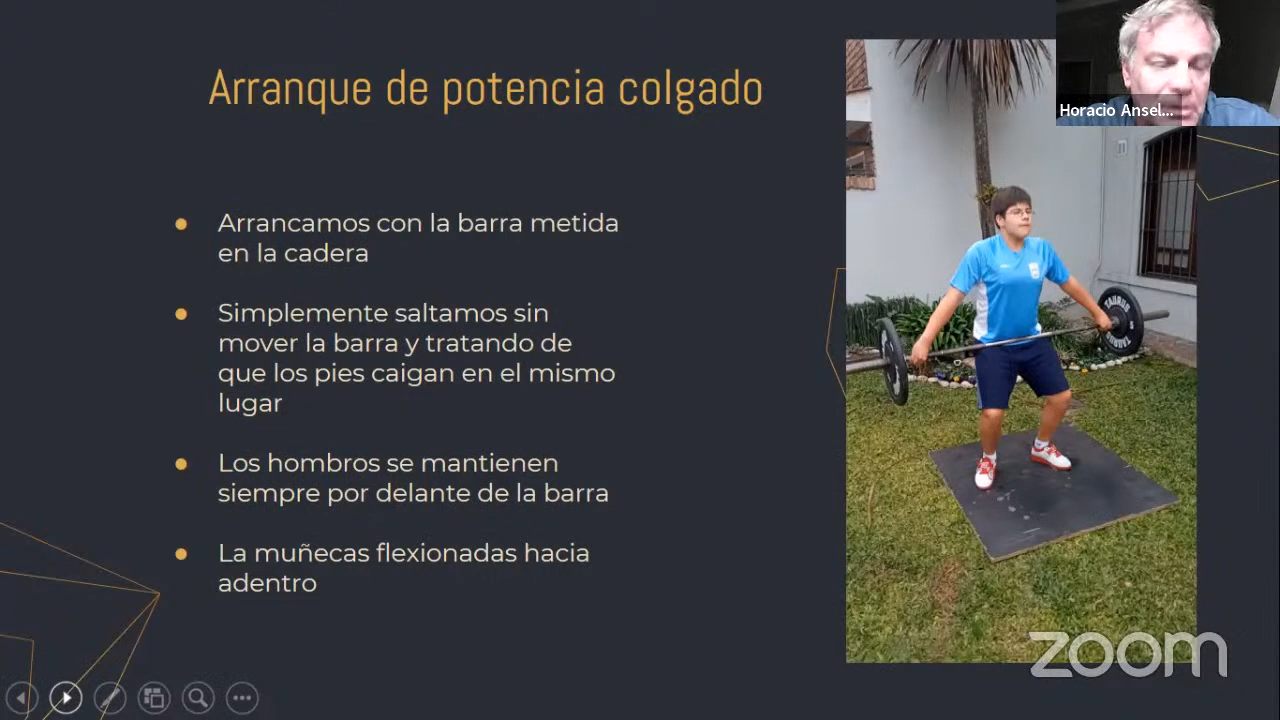 Arranque de potencia colgado
Horacio Ansel...
Arrancamos con la barra metida
en la cadera
Simplemente saltamos sin
mover la barra y tratando de
que los pies caigan en el mismo
lugar
Los hombros se mantienen
siempre por delante de la barra
La muñecas flexionadas hacia
adentro
TAURUS
TAURUS
zoom